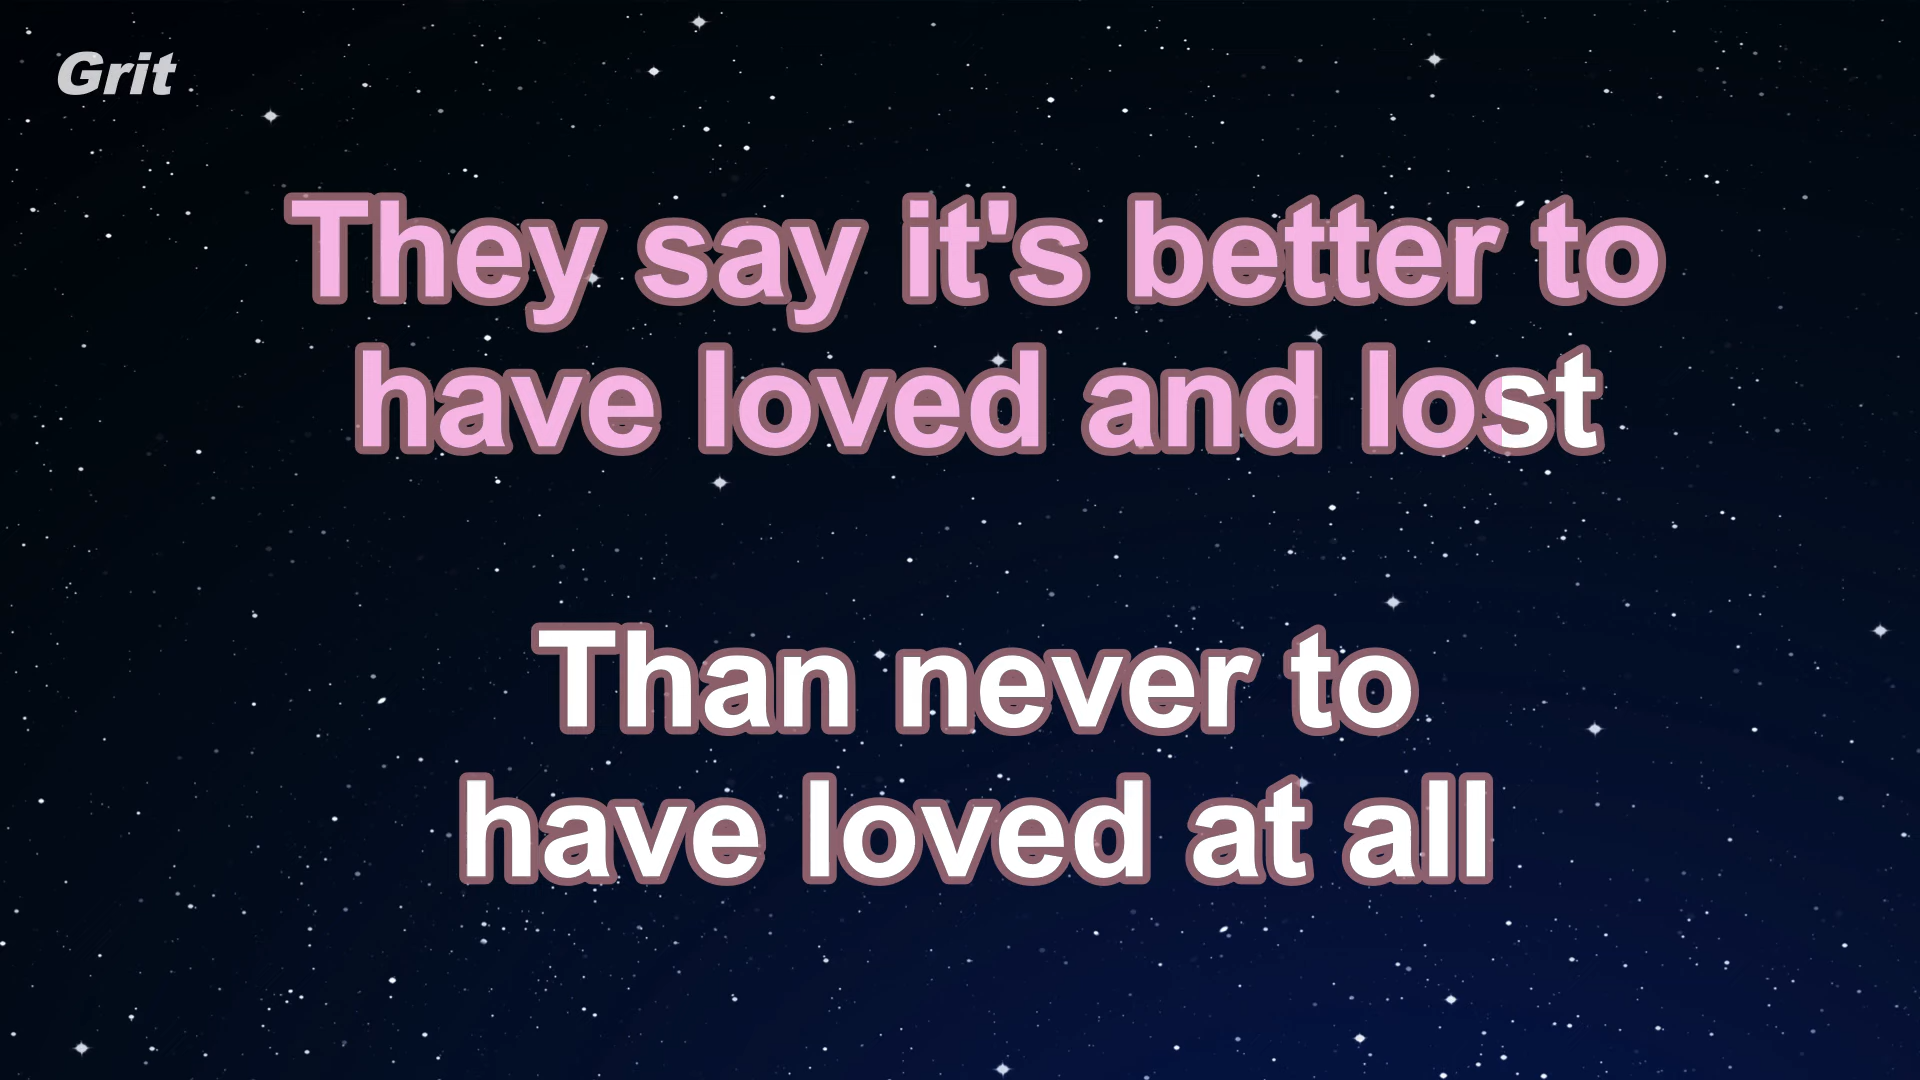 Grit
They say it's better to
have loved and lost
Than never to
have loved at all